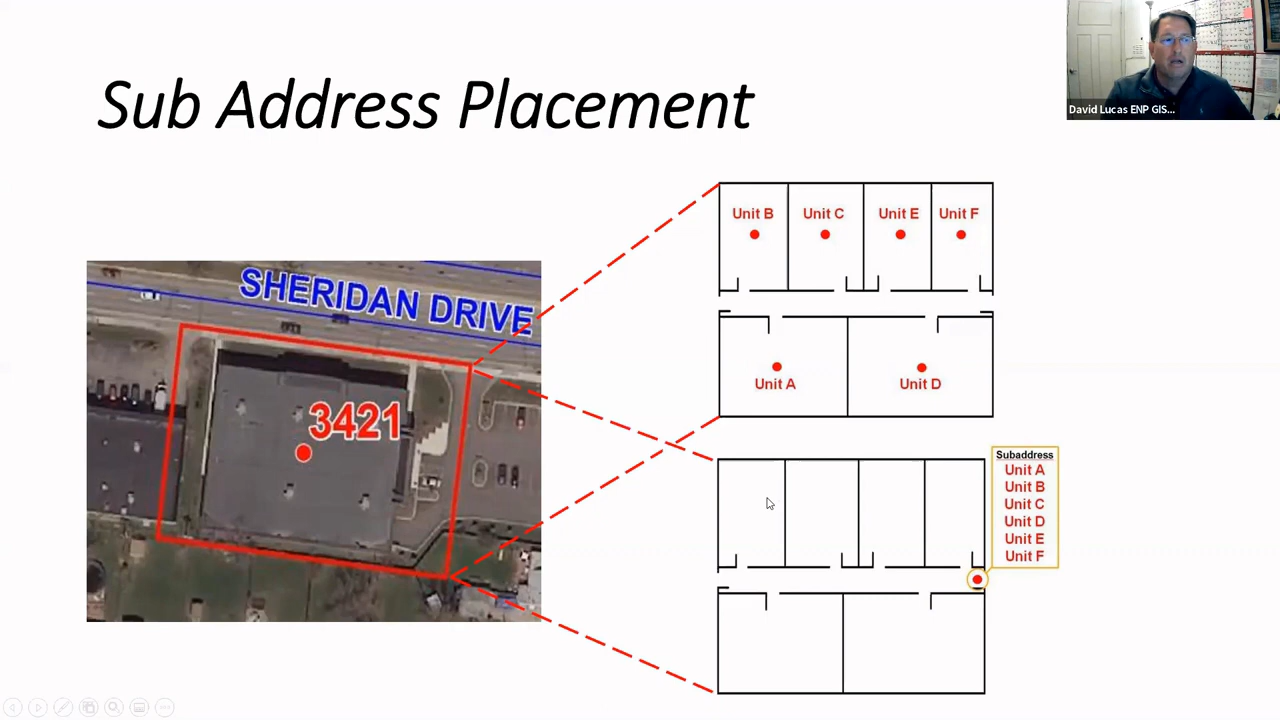 Sub Address Placement
David Lucas ENP GIS...
SHERIDAN DRIVE
3421
Unit B
Unit C
Unit E
Unit F
Unit A
Unit D
Subaddress
Unit A
Unit B
Unit C
Unit D
Unit E
Unit F